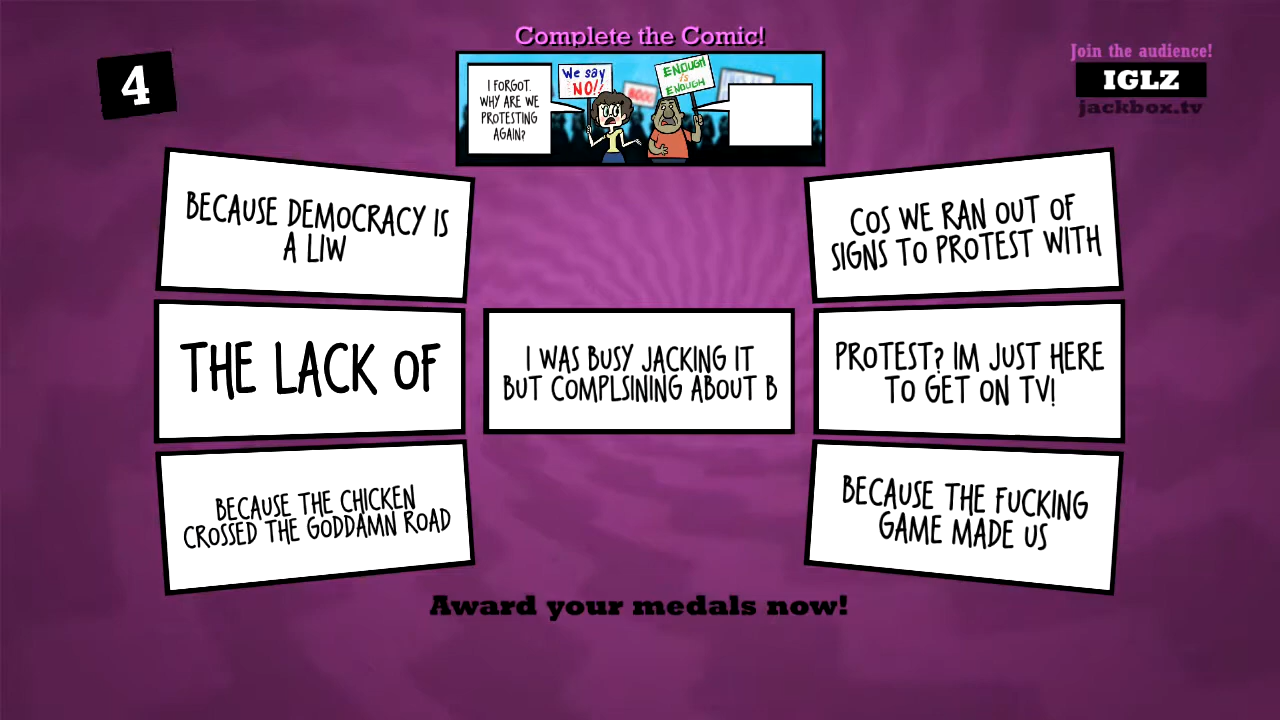 Complete the Comic!
4
I FORGOT.
WHY ARE WE
PROTESTING
AGAIN?
We say
NO!!
ENOUGH
IS
ENOUGH
Join the audience!
IGLZ
jackbox.tv
BECAUSE DEMOCRACY IS
A LIW
COS WE RAN OUT OF
SIGNS TO PROTEST WITH
THE LACK OF
I WAS BUSY JACKING IT
BUT COMPLSINING ABOUT B
PROTEST? IM JUST HERE
TO GET ON TV!
BECAUSE THE CHICKEN
CROSSED THE GODDAMN ROAD
BECAUSE THE FUCKING
GAME MADE US
Award your medals now!